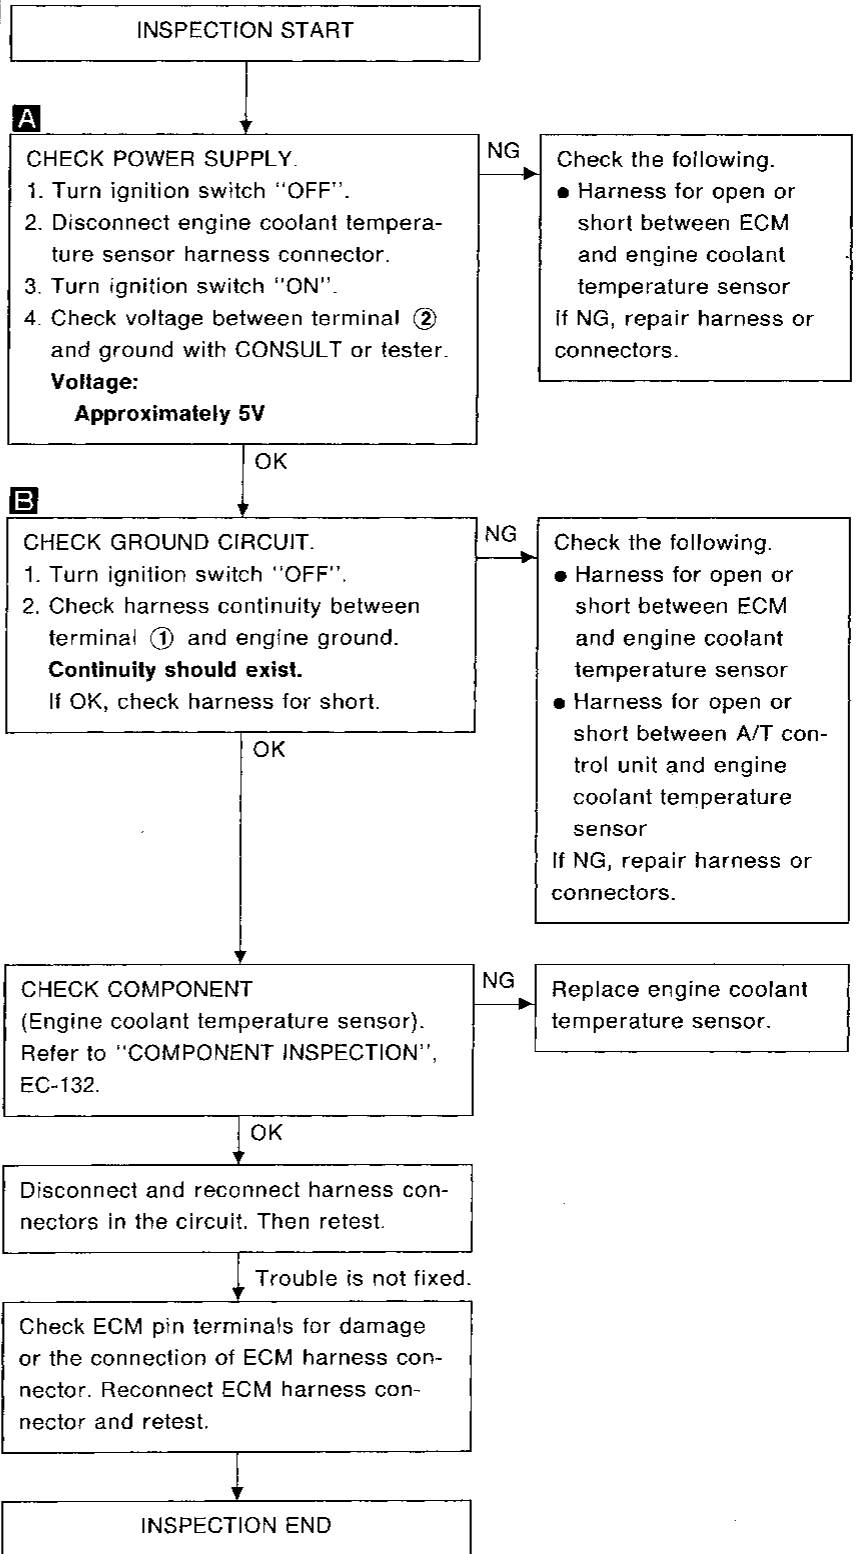 INSPECTION START
A
CHECK POWER SUPPLY.
1. Turn ignition switch "OFF".
2. Disconnect engine coolant tempera-
ture sensor harness connector.
3. Turn ignition switch "ON".
4. Check voltage between terminal ②
and ground with CONSULT or tester.
Voltage:
Approximately 5V
NG
Check the following.
● Harness for open or
short between ECM
and engine coolant
temperature sensor
If NG, repair harness or
connectors.
OK
B
CHECK GROUND CIRCUIT.
1. Turn ignition switch "OFF".
2. Check harness continuity between
terminal ① and engine ground.
Continuity should exist.
If OK, check harness for short.
NG
Check the following.
● Harness for open or
short between ECM
and engine coolant
temperature sensor
● Harness for open or
short between A/T con-
trol unit and engine
coolant temperature
sensor
If NG, repair harness or
connectors.
OK
CHECK COMPONENT
(Engine coolant temperature sensor).
Refer to "COMPONENT INSPECTION",
EC-132.
NG
Replace engine coolant
temperature sensor.
OK
Disconnect and reconnect harness con-
nectors in the circuit. Then retest.
Trouble is not fixed.
Check ECM pin terminals for damage
or the connection of ECM harness con-
nector. Reconnect ECM harness con-
nector and retest.
INSPECTION END